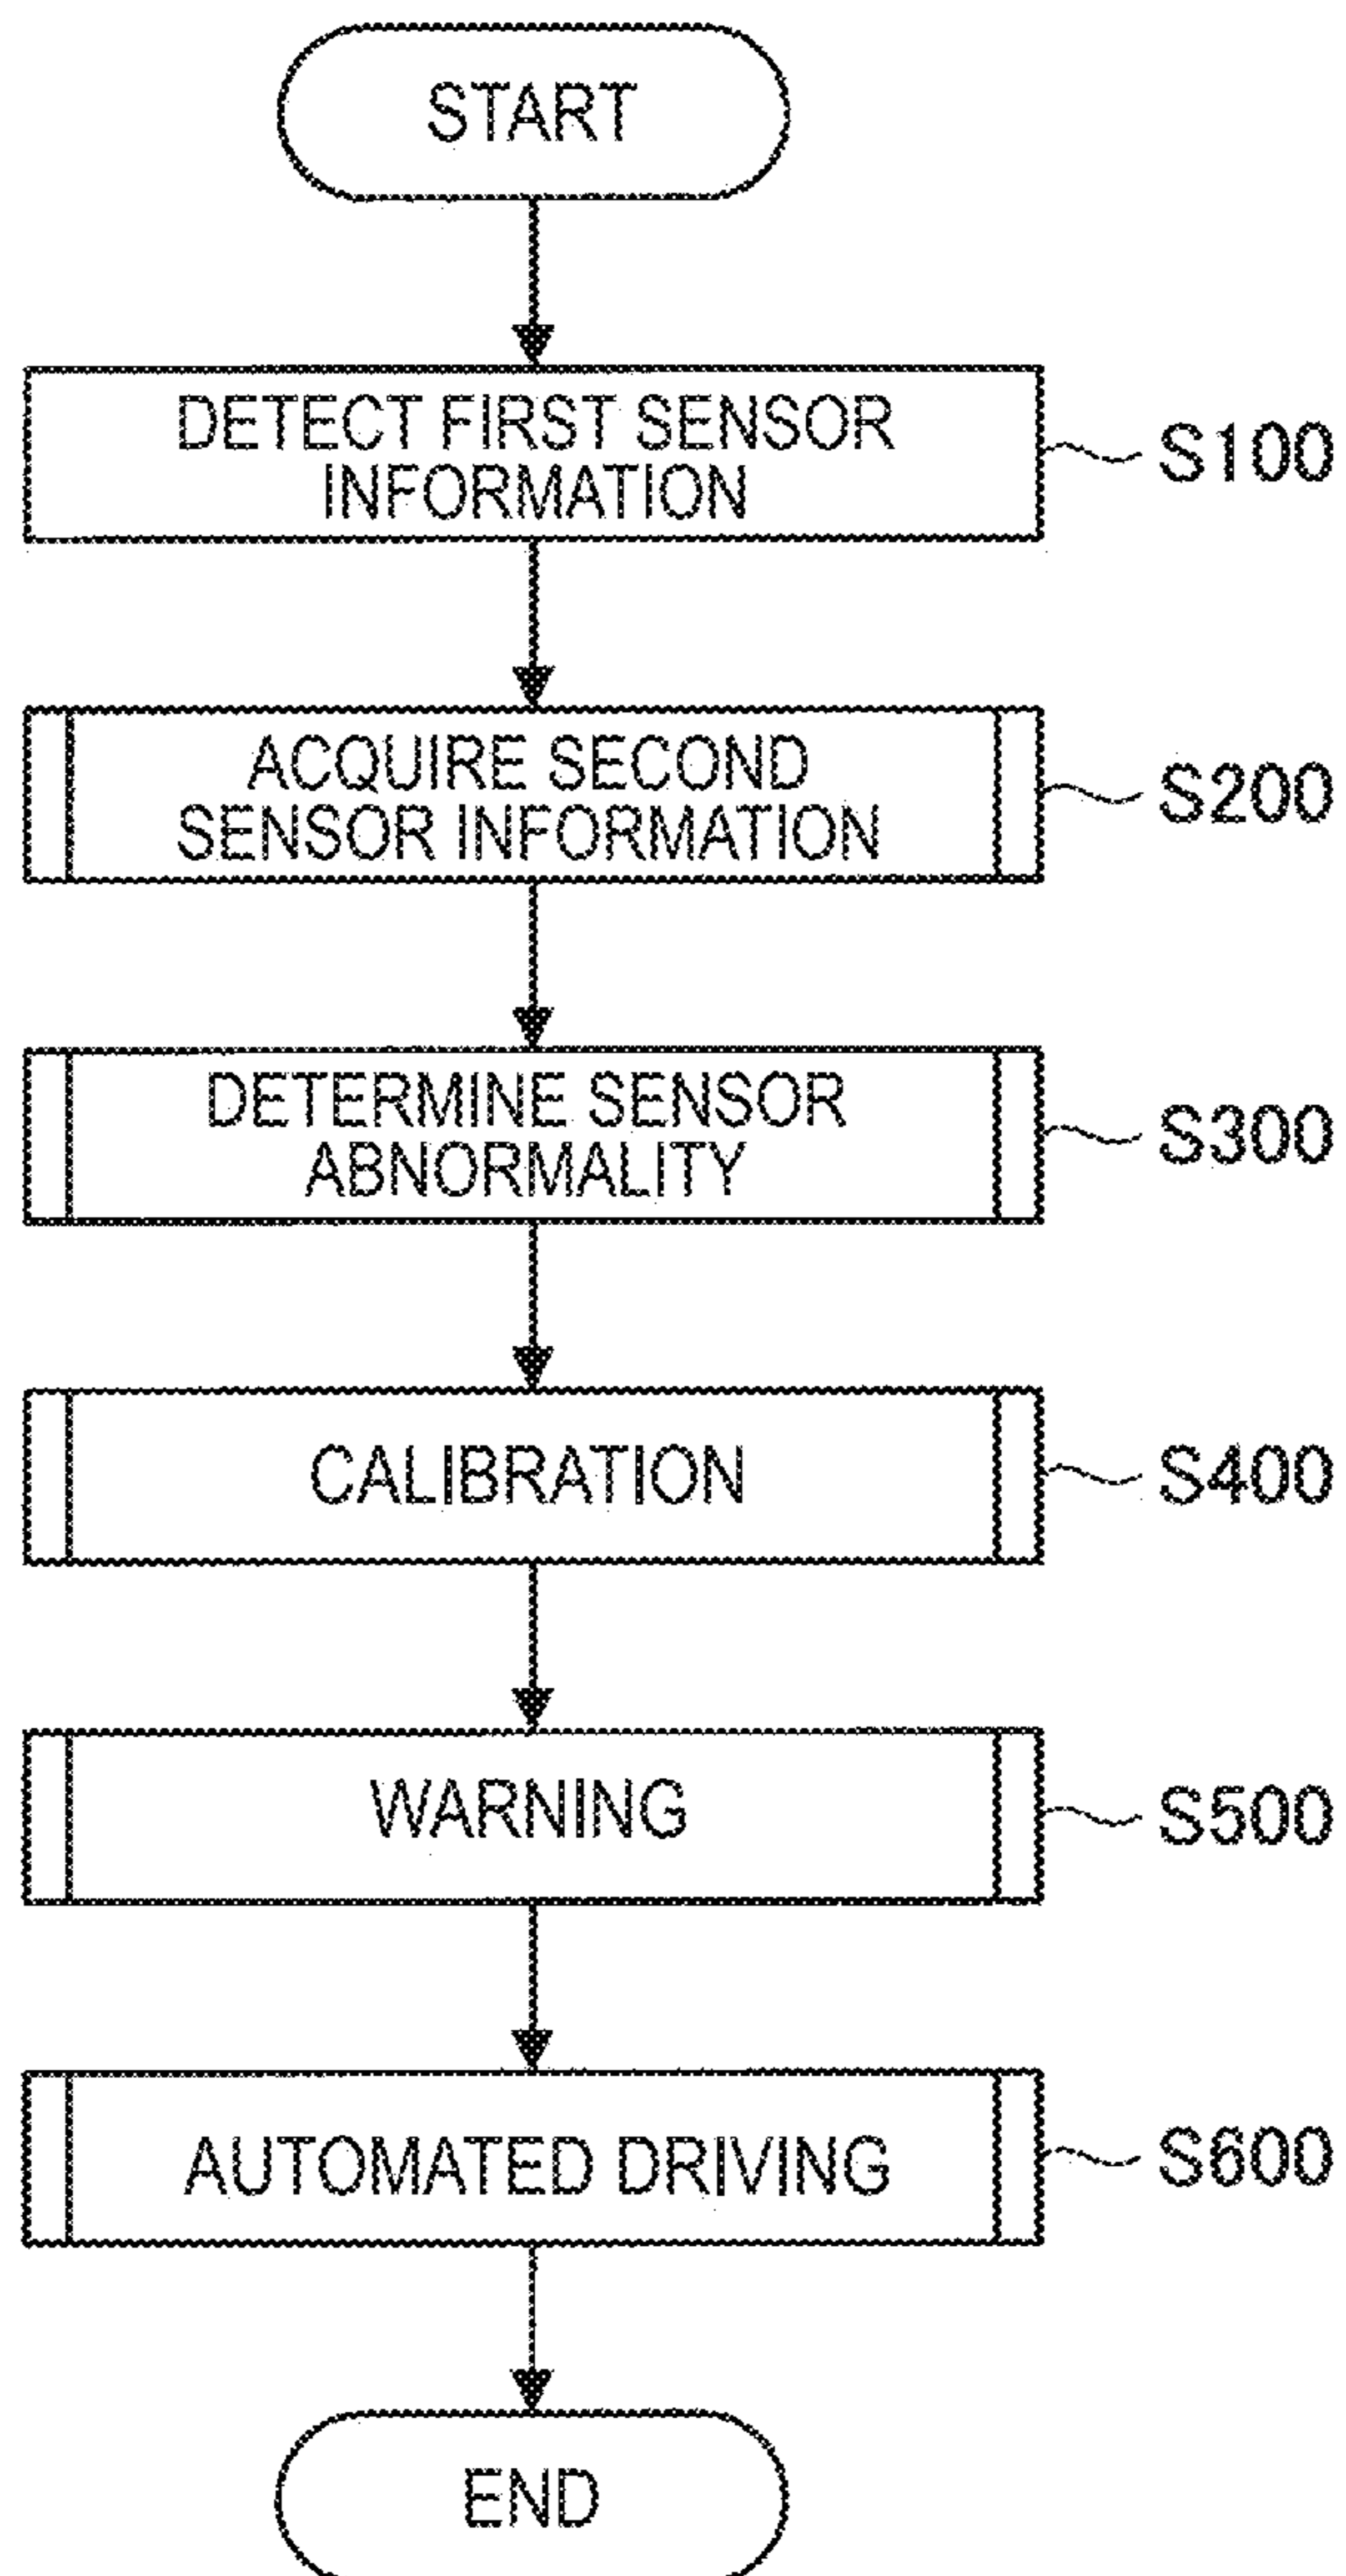 START
DETECT FIRST SENSOR
INFORMATION
S100
ACQUIRE SECOND
SENSOR INFORMATION
S200
DETERMINE SENSOR
ABNORMALITY
S300
CALIBRATION
S400
WARNING
S500
AUTOMATED DRIVING
S600
END